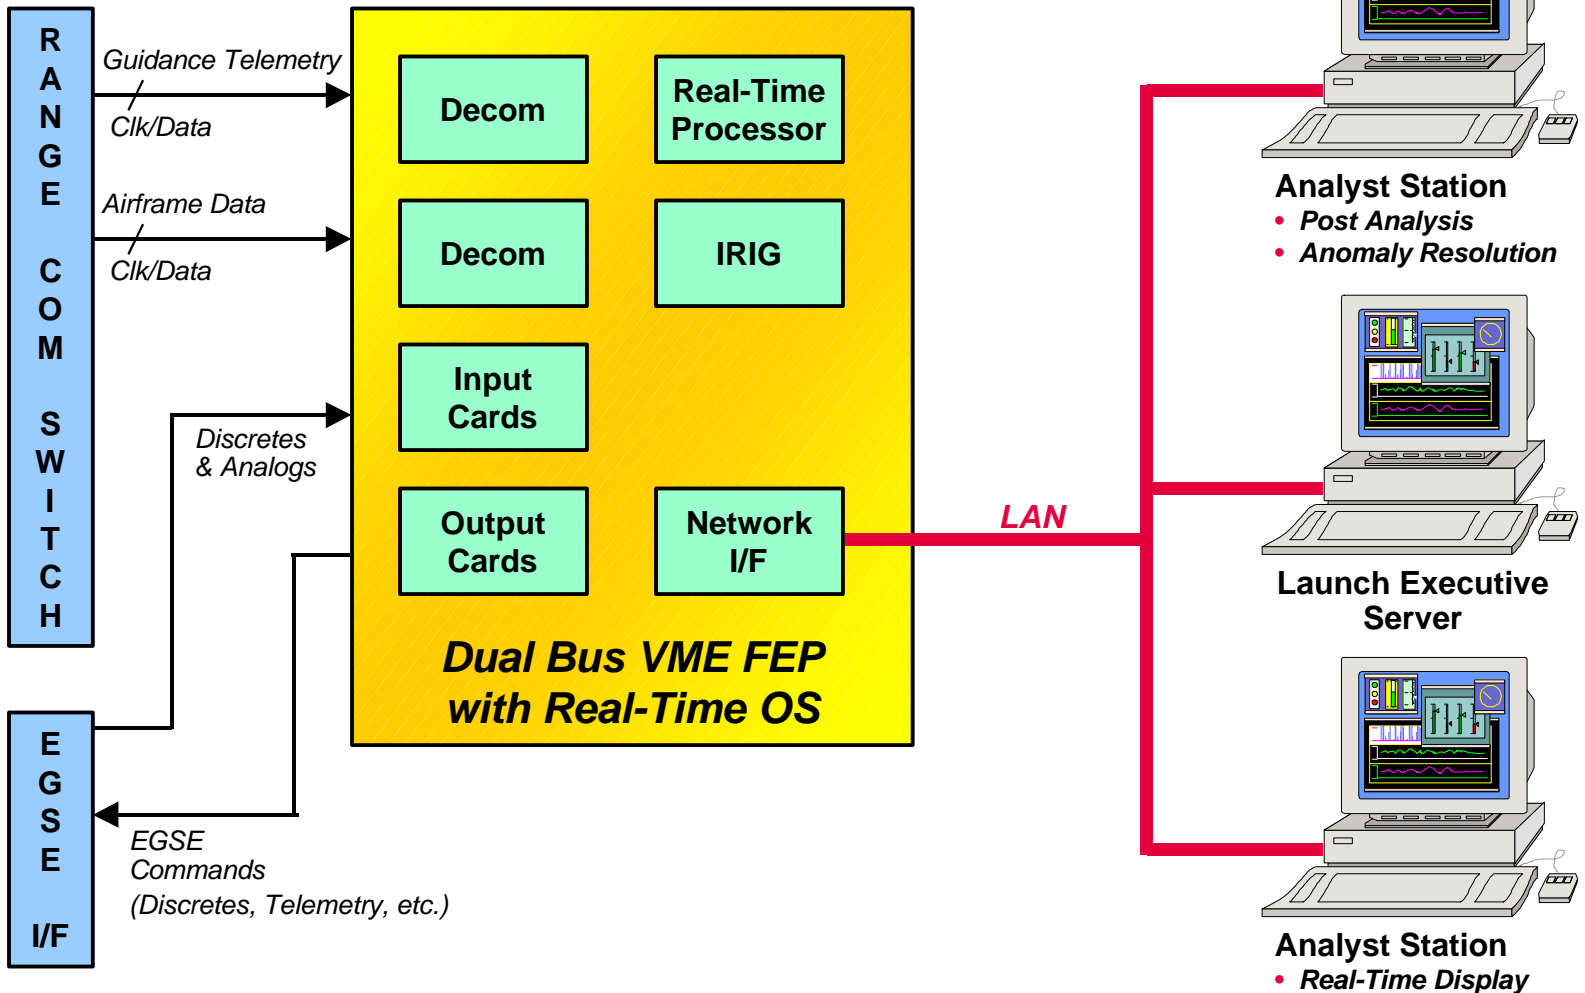 RANGE COM SWITCH
Guidance Telemetry
Clk/Data
Airframe Data
Clk/Data
Discretes
& Analogs
EGSE I/F
EGSE
Commands
(Discretes, Telemetry, etc.)
Decom
Real-Time
Processor
Decom
IRIG
Input
Cards
Output
Cards
Network
I/F
Dual Bus VME FEP
with Real-Time OS
LAN
Analyst Station
• Post Analysis
• Anomaly Resolution
Launch Executive
Server
Analyst Station
• Real-Time Display